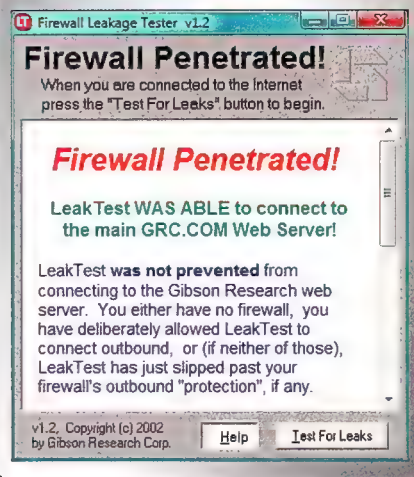 LT Firewall Leakage Tester v1.2
Firewall Penetrated!
When you are connected to the Internet
press the "Test For Leaks" button to begin.
Firewall Penetrated!
LeakTest WAS ABLE to connect to
the main GRC.COM Web Server!
LeakTest was not prevented from
connecting to the Gibson Research web
server. You either have no firewall, you
have deliberately allowed LeakTest to
connect outbound, or (if neither of those),
LeakTest has just slipped past your
firewall's outbound "protection", if any.
v1.2, Copyright (c) 2002
by Gibson Research Corp.
Help
Test For Leaks